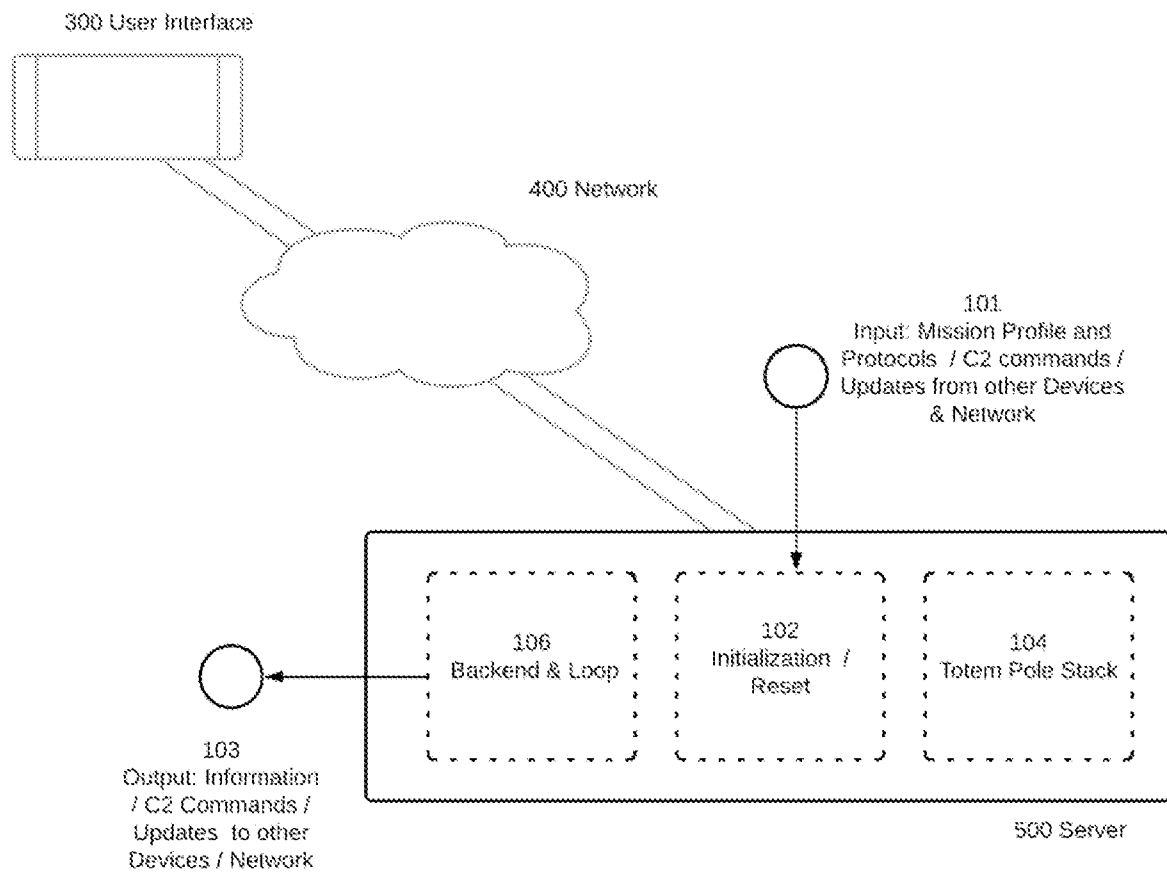 300 User Interface
400 Network
101
Input: Mission Profile and
Protocols / C2 commands /
Updates from other Devices
& Network
106
Backend & Loop
102
Initialization /
Reset
104
Totem Pole Stack
103
Output: Information
/ C2 Commands /
Updates to other
Devices / Network
500 Server